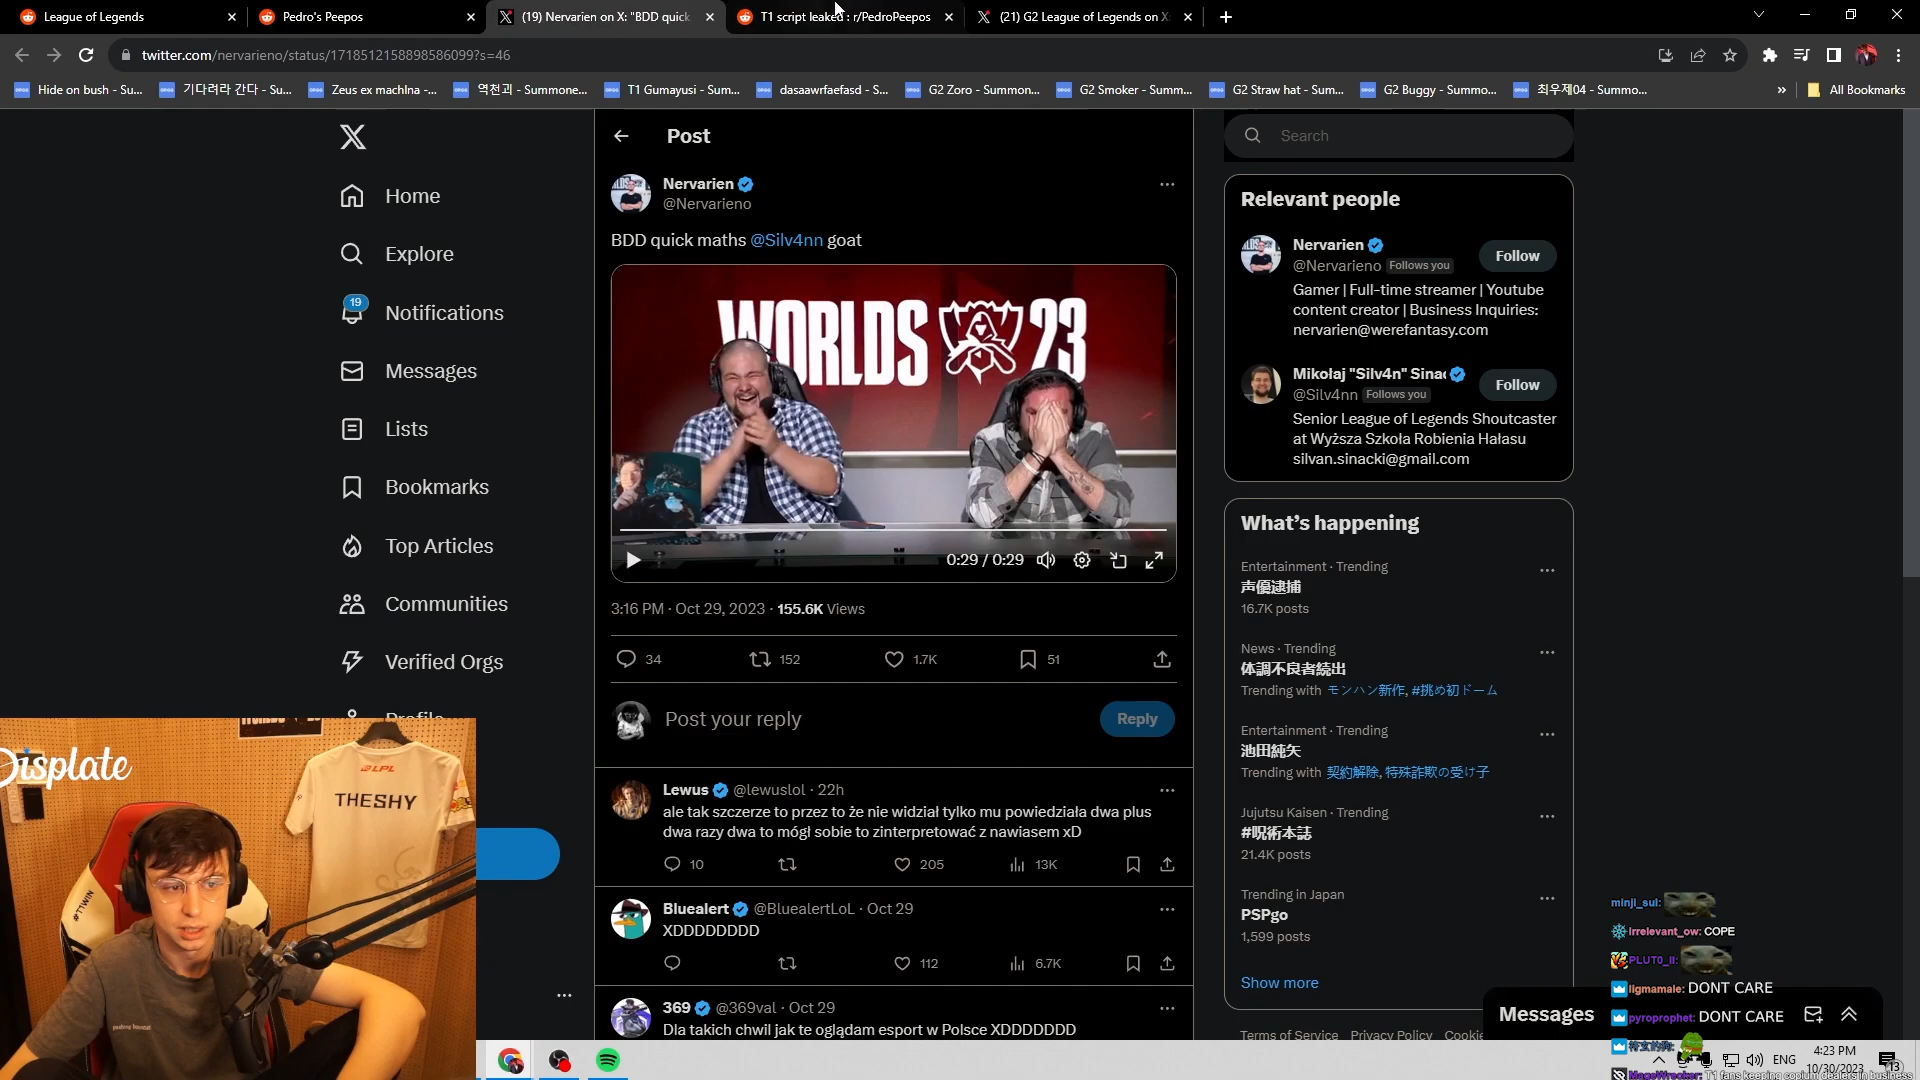 League of Legends
Pedro's Peepos
(19) Nervarien on X: "BDD quick
T1 script leaked : r/PedroPeepos
(21) G2 League of Legends on X
twitter.com/nervarieno/status/1718512158898586099?s=46
Hide on bush - Su...
기다려라 간다 - Su...
Zeus ex machIna -...
역천괴 - Summone...
T1 Gumayusi - Sum...
dasaawrfaefasd - S...
G2 Zoro - Summon...
G2 Smoker - Summ...
G2 Straw hat - Sum...
G2 Buggy - Summo...
최우제04 - Summo...
»
All Bookmarks
Home
Explore
19
Notifications
Messages
Lists
Bookmarks
Top Articles
Communities
Verified Orgs
Post
Nervarien
@Nervarieno
BDD quick maths @Silv4nn goat
WORLDS 23
0:29 / 0:29
3:16 PM · Oct 29, 2023 · 155.6K Views
34
152
1.7K
51
Post your reply
Reply
Lewus @lewuslol · 22h
ale tak szczerze to przez to że nie widział tylko mu powiedziała dwa plus
dwa razy dwa to mógł sobie to zinterpretować z nawiasem xD
10
205
13K
Bluealert @BluealertLoL · Oct 29
XDDDDDDDD
112
6.7K
369 @369val · Oct 29
Dla takich chwil jak te oglądam esport w Polsce XDDDDDDD
Search
Relevant people
Nervarien
@Nervarieno Follows you
Follow
Gamer | Full-time streamer | Youtube
content creator | Business Inquiries:
nervarien@werefantasy.com
Mikołaj "Silv4n" Sinac
@Silv4nn Follows you
Follow
Senior League of Legends Shoutcaster
at Wyższa Szkoła Robienia Hałasu
silvan.sinacki@gmail.com
What's happening
Entertainment · Trending
声優逮捕
16.7K posts
News · Trending
体調不良者続出
Trending with モンハン新作, #挑め初ドーム
Entertainment · Trending
池田純矢
Trending with 契約解除, 特殊詐欺の受け子
Jujutsu Kaisen · Trending
#呪術本誌
21.4K posts
Trending in Japan
PSPgo
1,599 posts
Show more
Terms of Service Privacy Policy Cookie
Messages
Displate
LPL
THESHY
#T1WIN
minji_sui:
irrelevant_ow: COPE
PLUT0_II:
ligmamale: DONT CARE
pyroprophet: DONT CARE
MageWrecker: T1 fans keeping copium dealers in business
ENG
4:23 PM
10/30/2023
13